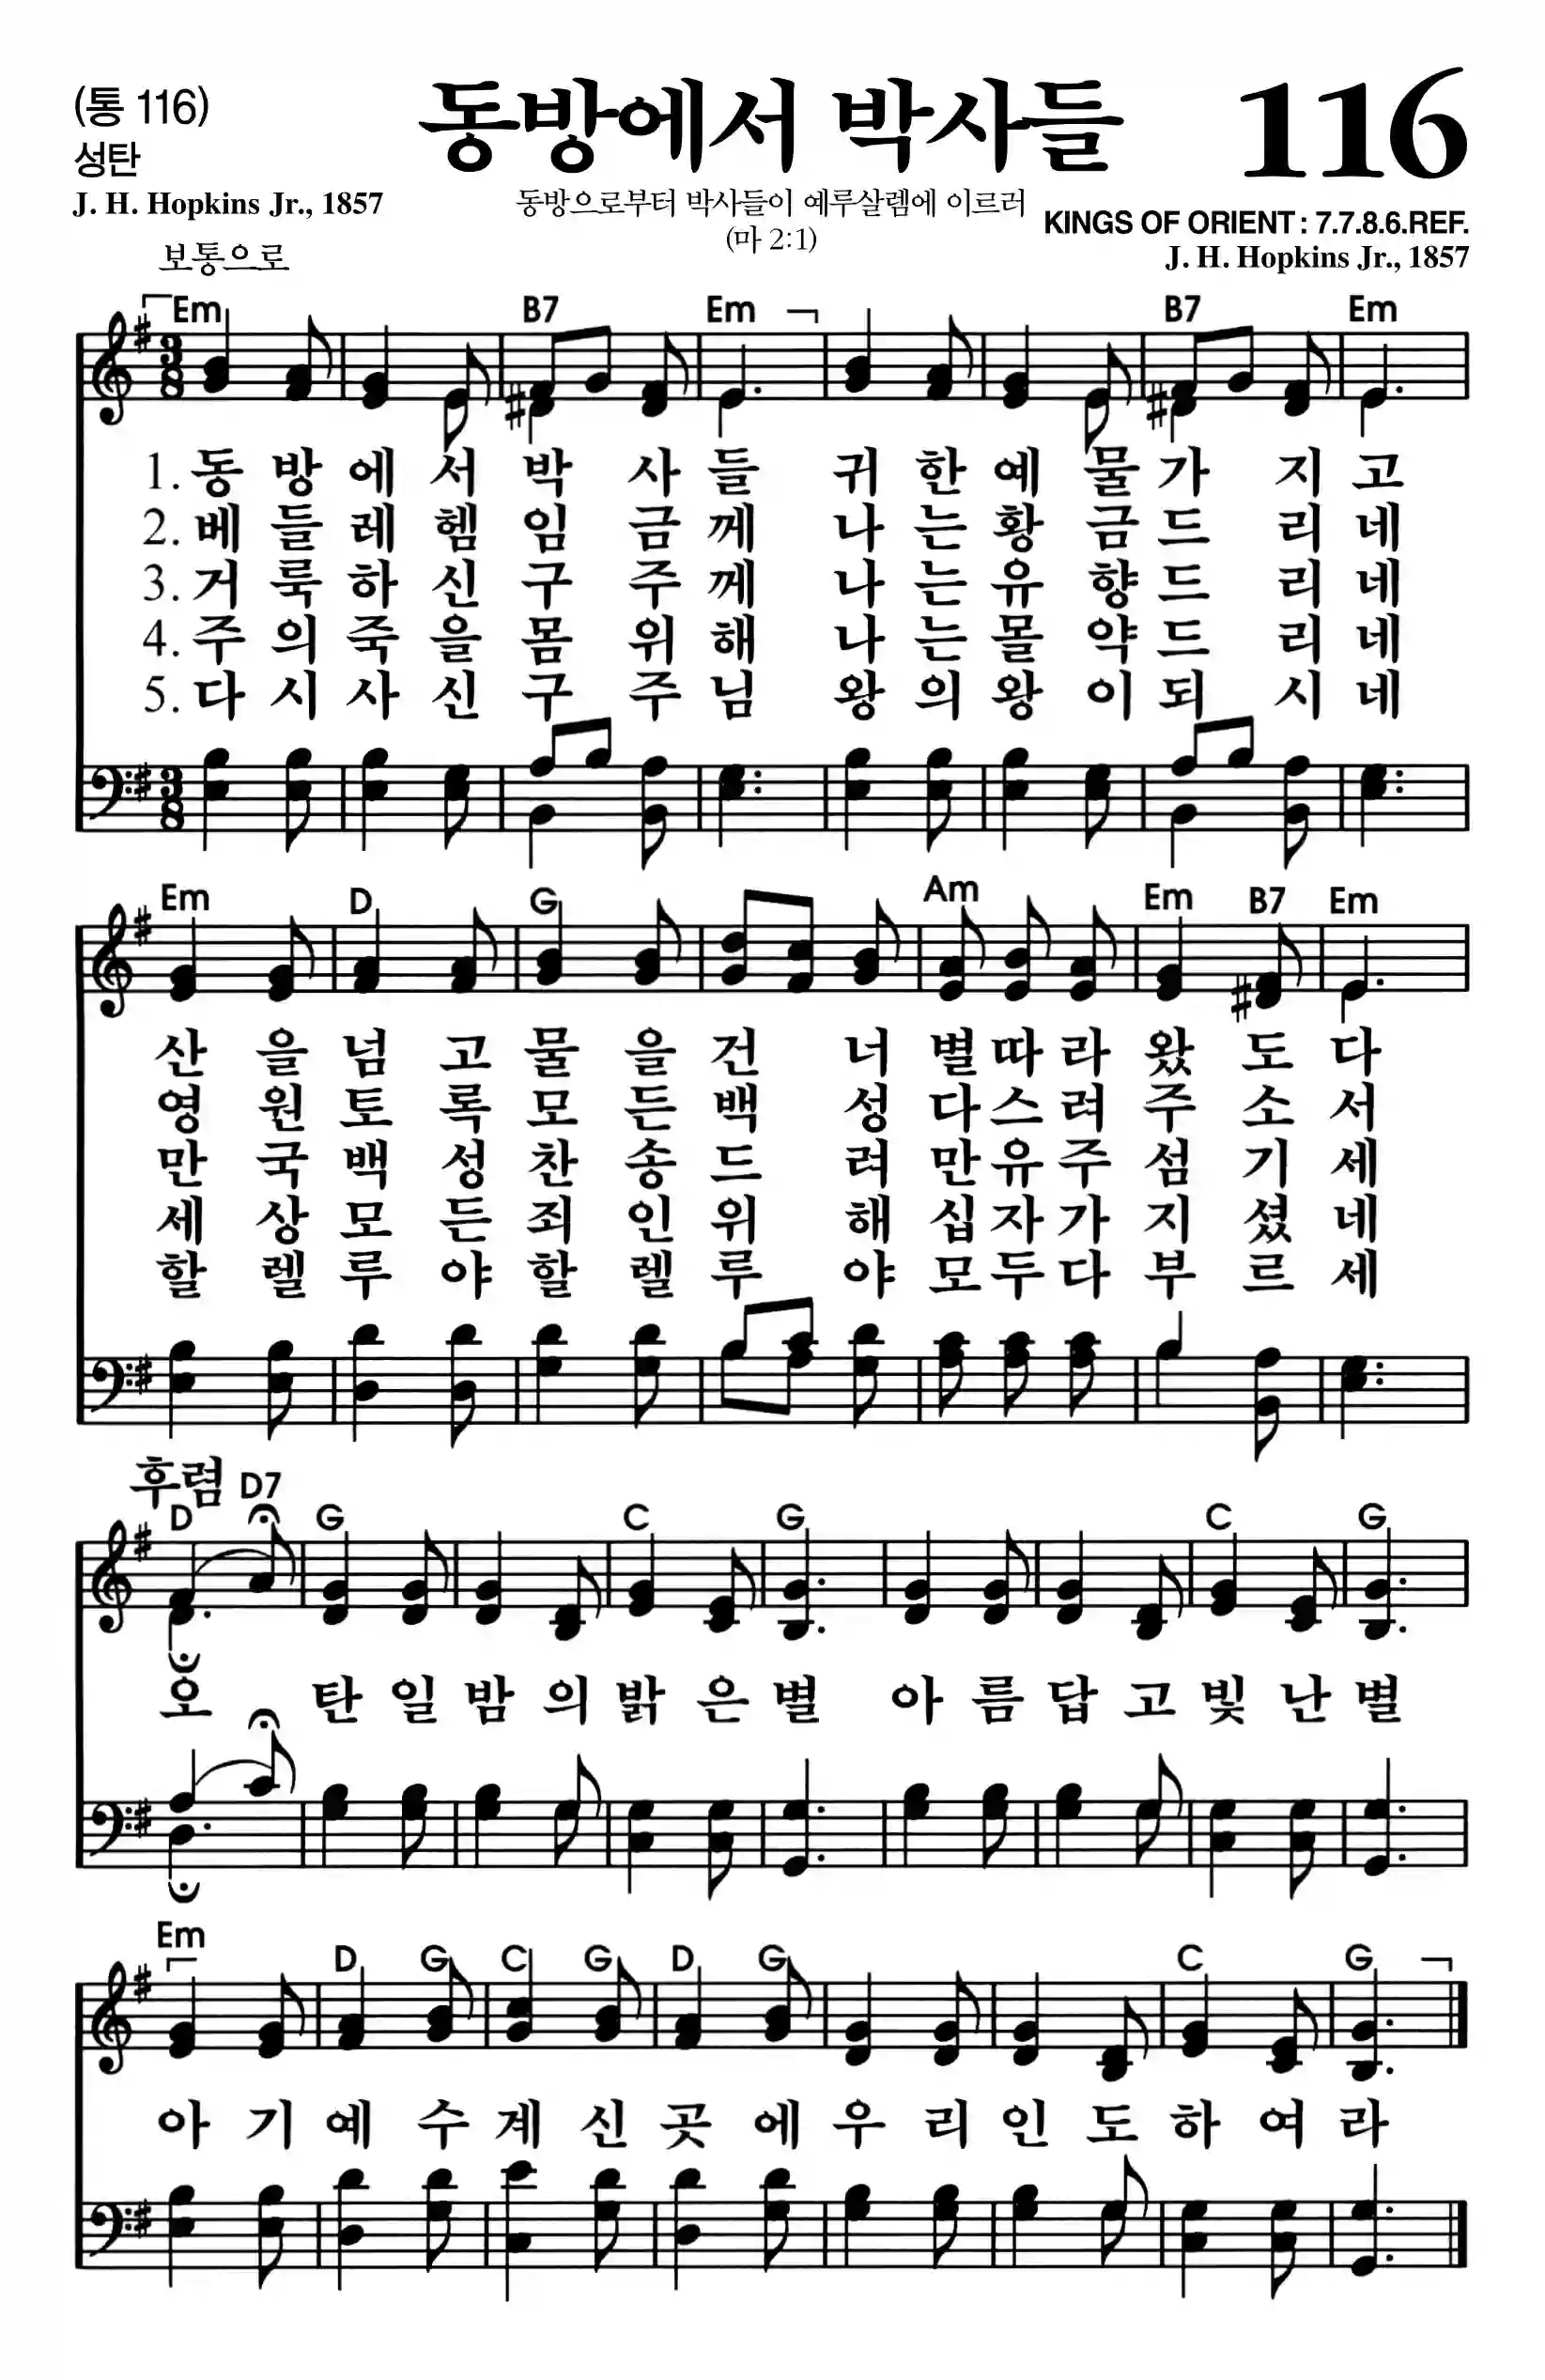 (통 116)
동방에서 박사들
116
성탄
J. H. Hopkins Jr., 1857
동방으로부터 박사들이 예루살렘에 이르러
(마 2:1)
KINGS OF ORIENT : 7.7.8.6.REF.
J. H. Hopkins Jr., 1857
보통으로
Em B7 Em B7 Em
1. 동 방 에 서 박 사 들 귀 한 예 물 가 지 고
2. 베 들 레 헴 임 금 께 나 는 황 금 드 리 네
3. 거 룩 하 신 구 주 께 나 는 유 향 드 리 네
4. 주 의 죽 을 몸 위 해 나 는 몰 약 드 리 네
5. 다 시 사 신 구 주 님 왕 의 왕 이 되 시 네
Em D G Am Em B7 Em
산 을 넘 고 물 을 건 너 별 따 라 왔 도 다
영 원 토 록 모 든 백 성 다 스 려 주 소 서
만 국 백 성 찬 송 드 려 만 유 주 섬 기 세
세 상 모 든 죄 인 위 해 십 자 가 지 셨 네
할 렐 루 야 할 렐 루 야 모 두 다 부 르 세
후렴
D D7 G C G C G
오 탄 일 밤 의 밝 은 별 아 름 답 고 빛 난 별
Em D G C G D G C G
아 기 예 수 계 신 곳 에 우 리 인 도 하 여 라